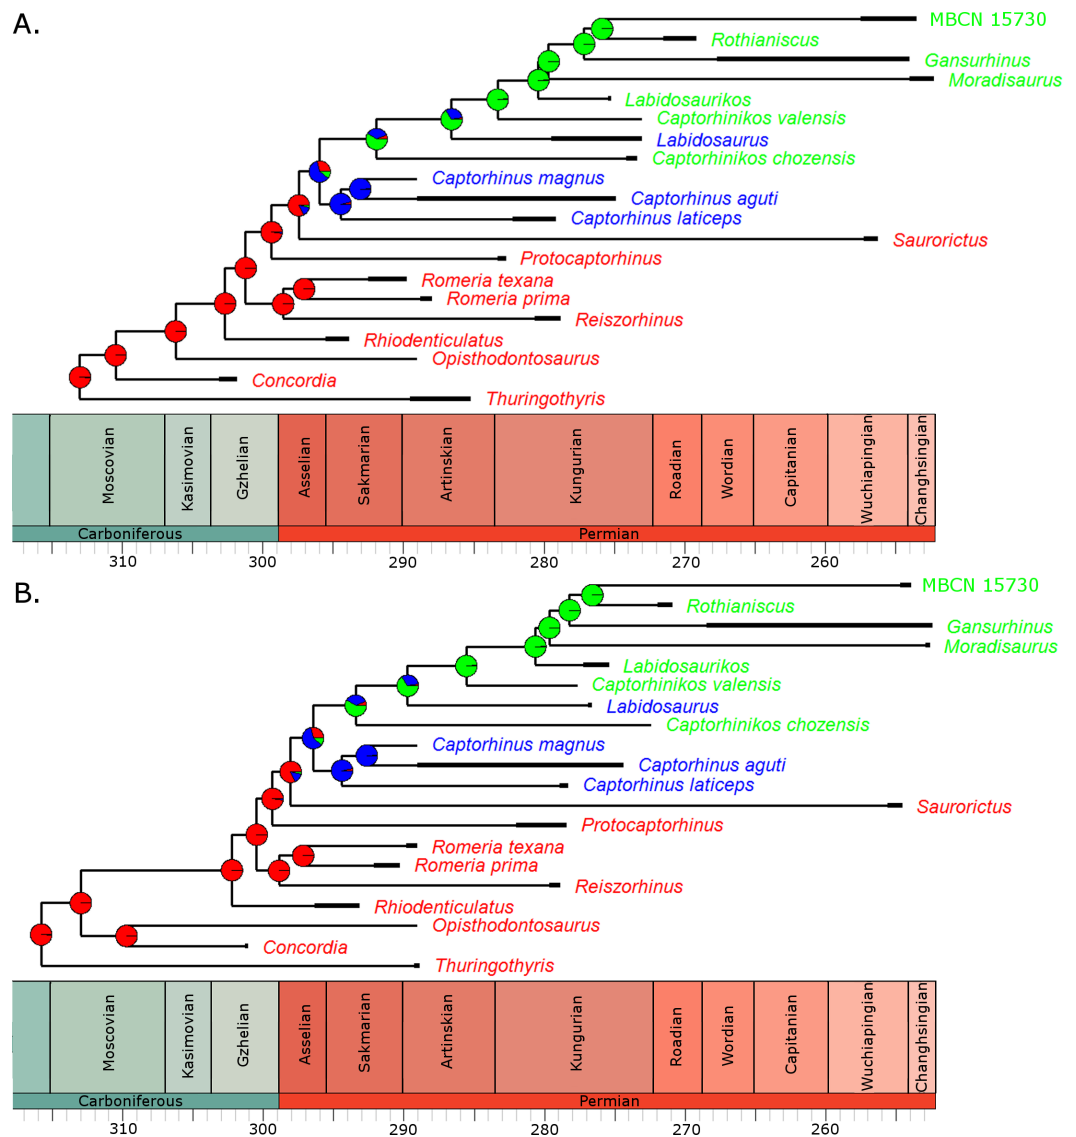 A.
MBCN 15730
Rothianiscus
Gansurhinus
Moradisaurus
Labidosaurikos
Captorhinikos valensis
Labidosaurus
Captorhinikos chozensis
Captorhinus magnus
Captorhinus aguti
Captorhinus laticeps
Saurorictus
Protocaptorhinus
Romeria texana
Romeria prima
Reiszorhinus
Rhiodenticulatus
Opisthodontosaurus
Concordia
Thuringothyris
Moscovian
Kasimovian
Gzhelian
Asselian
Sakmarian
Artinskian
Kungurian
Roadian
Wordian
Capitanian
Wuchiapingian
Changhsingian
Carboniferous Permian
310 300 290 280 270 260
B.
MBCN 15730
Rothianiscus
Gansurhinus
Moradisaurus
Labidosaurikos
Captorhinikos valensis
Labidosaurus
Captorhinikos chozensis
Captorhinus magnus
Captorhinus aguti
Captorhinus laticeps
Saurorictus
Protocaptorhinus
Romeria texana
Romeria prima
Reiszorhinus
Rhiodenticulatus
Opisthodontosaurus
Concordia
Thuringothyris
Moscovian
Kasimovian
Gzhelian
Asselian
Sakmarian
Artinskian
Kungurian
Roadian
Wordian
Capitanian
Wuchiapingian
Changhsingian
Carboniferous Permian
310 300 290 280 270 260